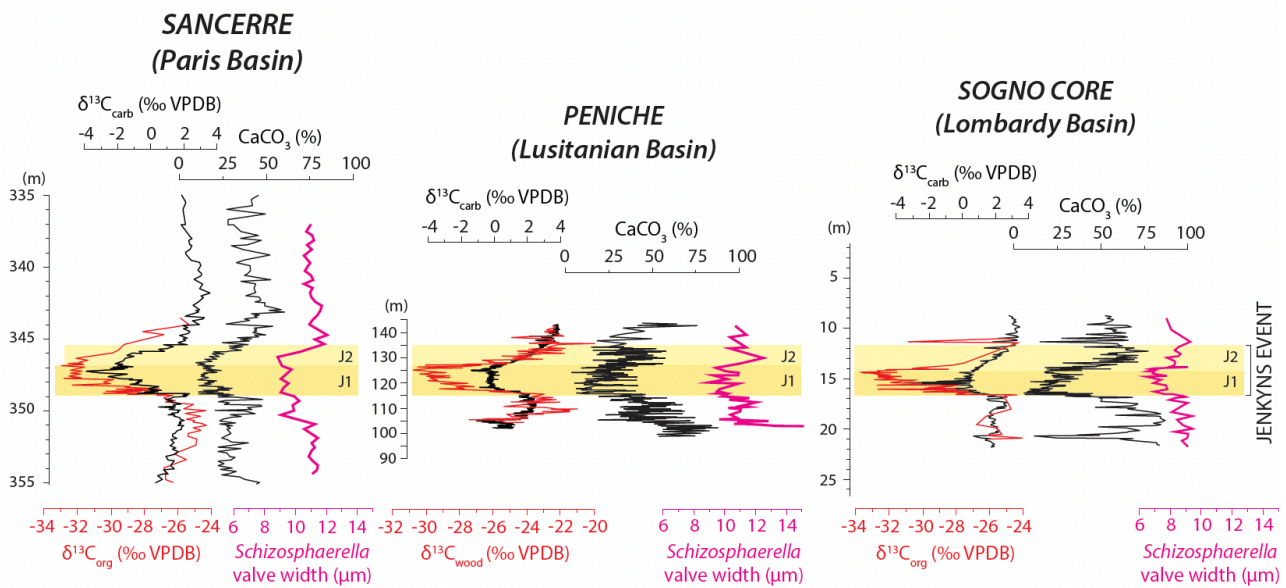 SANCERRE
(Paris Basin)
δ¹³Ccarb (‰ VPDB)
-4 -2 0 2 4
CaCO₃ (%)
0 25 50 75 100
(m)
335
340
345
350
355
J2
J1
-34 -32 -30 -28 -26 -24
δ¹³Corg (‰ VPDB)
6 8 10 12 14
Schizosphaerella
valve width (µm)
PENICHE
(Lusitanian Basin)
δ¹³Ccarb (‰ VPDB)
-4 -2 0 2 4
CaCO₃ (%)
0 25 50 75 100
(m)
140
130
120
110
100
90
J2
J1
-32 -30 -28 -26 -24 -22 -20
δ¹³Cwood (‰ VPDB)
6 8 10 12 14
Schizosphaerella
valve width (µm)
SOGNO CORE
(Lombardy Basin)
δ¹³Ccarb (‰ VPDB)
-4 -2 0 2 4
CaCO₃ (%)
0 25 50 75 100
(m)
5
10
15
20
25
J2
J1
JENKYNS EVENT
-34 -32 -30 -28 -26 -24
δ¹³Corg (‰ VPDB)
6 8 10 12 14
Schizosphaerella
valve width (µm)